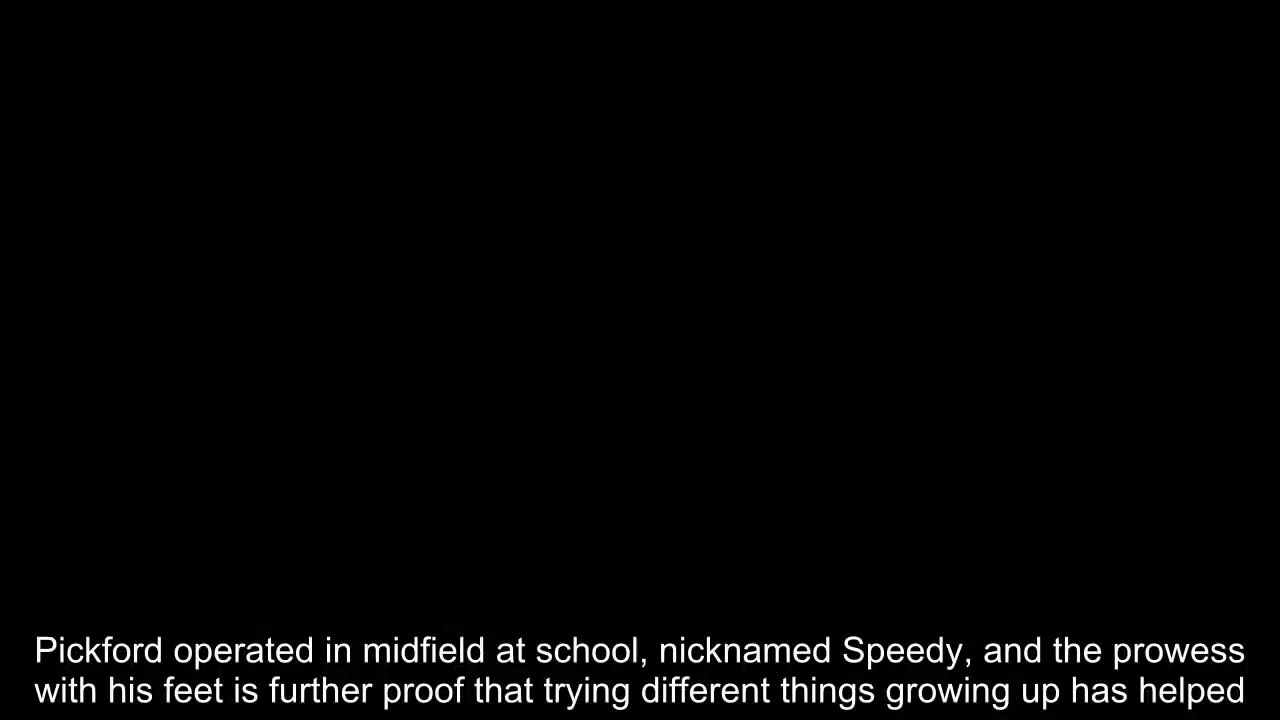 Pickford operated in midfield at school, nicknamed Speedy, and the prowess
with his feet is further proof that trying different things growing up has helped